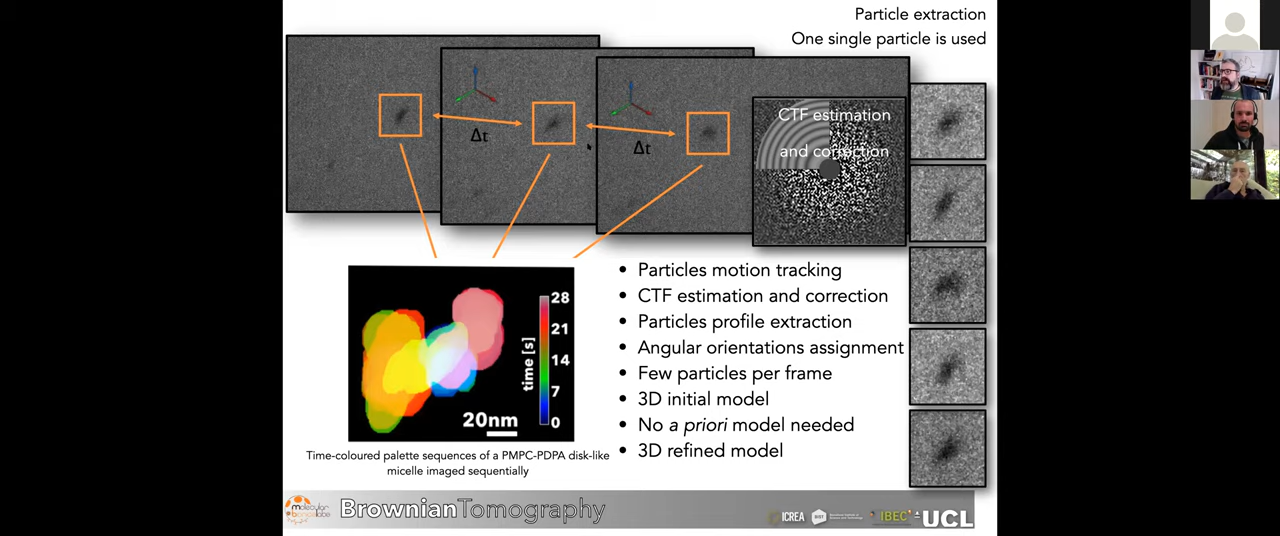 Particle extraction
One single particle is used
Δt
Δt
CTF estimation
and correction
• Particles motion tracking
• CTF estimation and correction
• Particles profile extraction
• Angular orientations assignment
• Few particles per frame
• 3D initial model
• No a priori model needed
• 3D refined model
time [s]
28
21
14
7
0
20nm
Time-coloured palette sequences of a PMPC-PDPA disk-like
micelle imaged sequentially
BrownianTomography
ICREA
BIST
IBEC
UCL